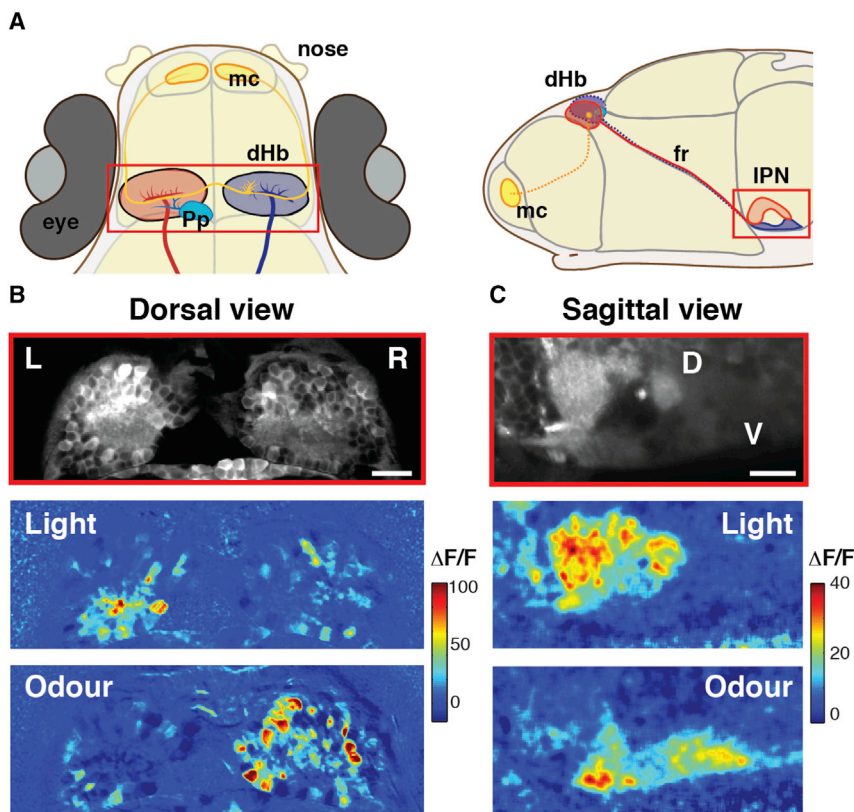 A
nose
mc
dHb
eye
Pp
dHb
fr
IPN
mc
B
Dorsal view
L
R
Light
ΔF/F
100
50
0
Odour
C
Sagittal view
D
V
Light
ΔF/F
40
20
0
Odour